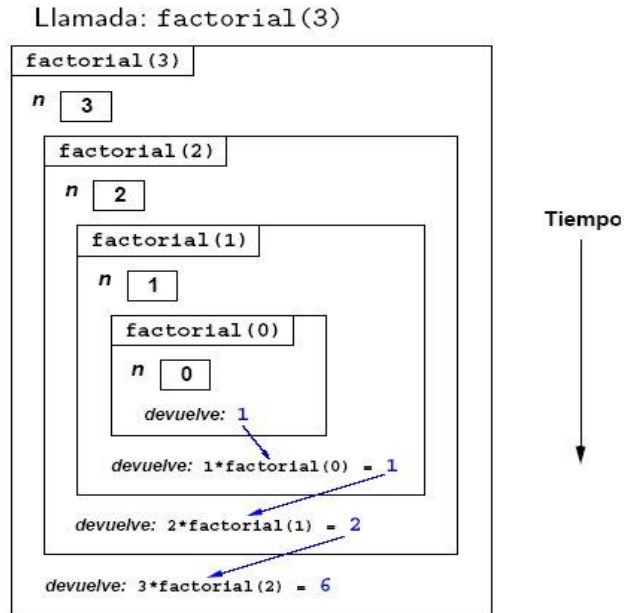 Llamada: factorial(3)
factorial(3)
n 3
factorial(2)
n 2
Tiempo
factorial(1)
n 1
factorial(0)
n 0
devuelve: 1
devuelve: 1*factorial(0) = 1
devuelve: 2*factorial(1) = 2
devuelve: 3*factorial(2) = 6